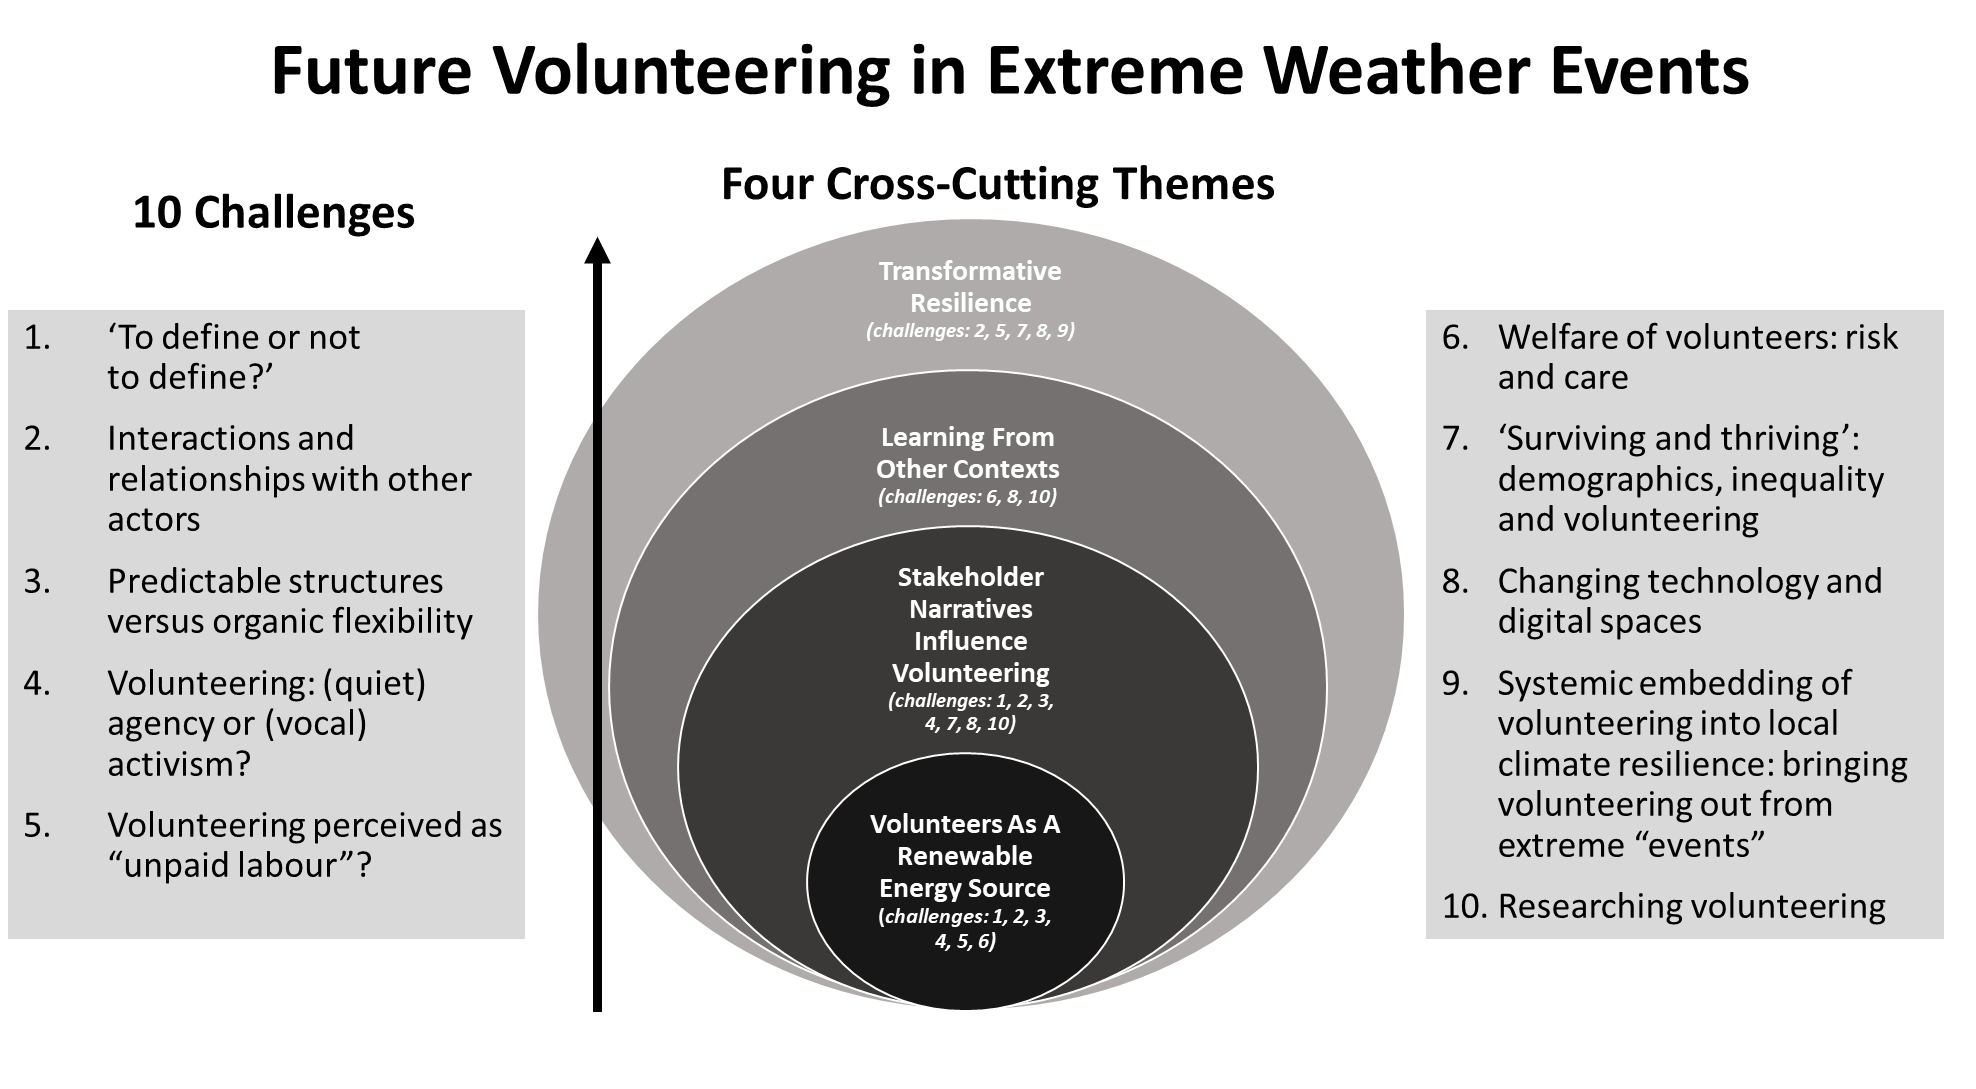 Future Volunteering in Extreme Weather Events
10 Challenges
1. ‘To define or not
to define?’
2. Interactions and
relationships with other
actors
3. Predictable structures
versus organic flexibility
4. Volunteering: (quiet)
agency or (vocal)
activism?
5. Volunteering perceived as
“unpaid labour”?
Four Cross-Cutting Themes
Transformative
Resilience
(challenges: 2, 5, 7, 8, 9)
Learning From
Other Contexts
(challenges: 6, 8, 10)
Stakeholder
Narratives
Influence
Volunteering
(challenges: 1, 2, 3,
4, 7, 8, 10)
Volunteers As A
Renewable
Energy Source
(challenges: 1, 2, 3,
4, 5, 6)
6. Welfare of volunteers: risk
and care
7. ‘Surviving and thriving’:
demographics, inequality
and volunteering
8. Changing technology and
digital spaces
9. Systemic embedding of
volunteering into local
climate resilience: bringing
volunteering out from
extreme “events”
10. Researching volunteering